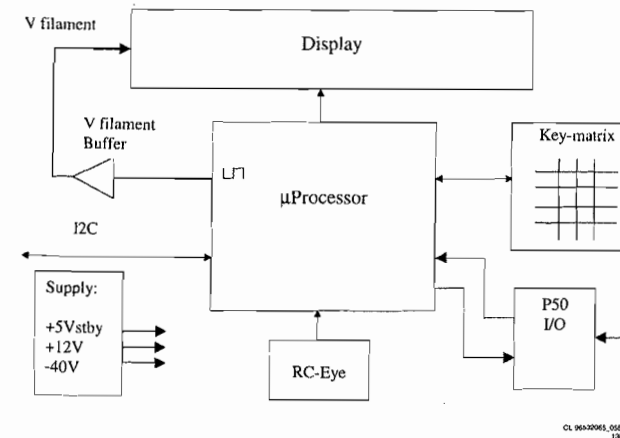 V filament
Display
V filament
Buffer
Key-matrix
µProcessor
I2C
Supply:
+5Vstby
+12V
-40V
P50
I/O
RC-Eye